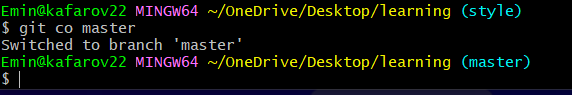 Emin@kafarov22 MINGW64 ~/OneDrive/Desktop/learning (style)
$ git co master
Switched to branch 'master'
Emin@kafarov22 MINGW64 ~/OneDrive/Desktop/learning (master)
$